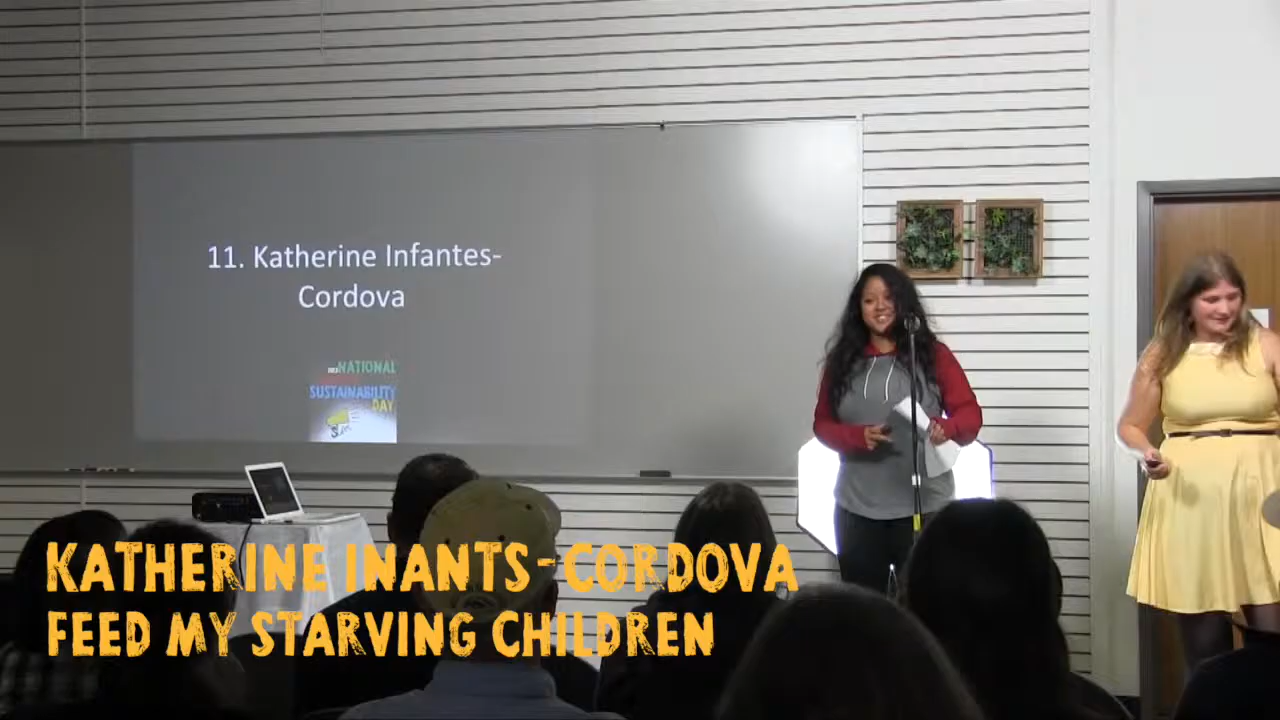 11. Katherine Infantes-
Cordova
NATIONAL
SUSTAINABILITY
DAY
KATHERINE INANTS-CORDOVA
FEED MY STARVING CHILDREN